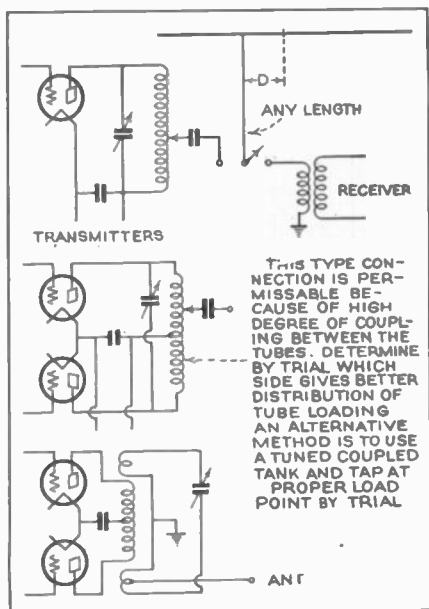 D
ANY LENGTH
RECEIVER
TRANSMITTERS
THIS TYPE CON-
NECTION IS PER-
MISSABLE BE-
CAUSE OF HIGH
DEGREE OF COUPL-
ING BETWEEN THE
TUBES. DETERMINE
BY TRIAL WHICH
SIDE GIVES BETTER
DISTRIBUTION OF
TUBE LOADING
AN ALTERNATIVE
METHOD IS TO USE
A TUNED COUPLED
TANK AND TAP AT
PROPER LOAD
POINT BY TRIAL
ANT